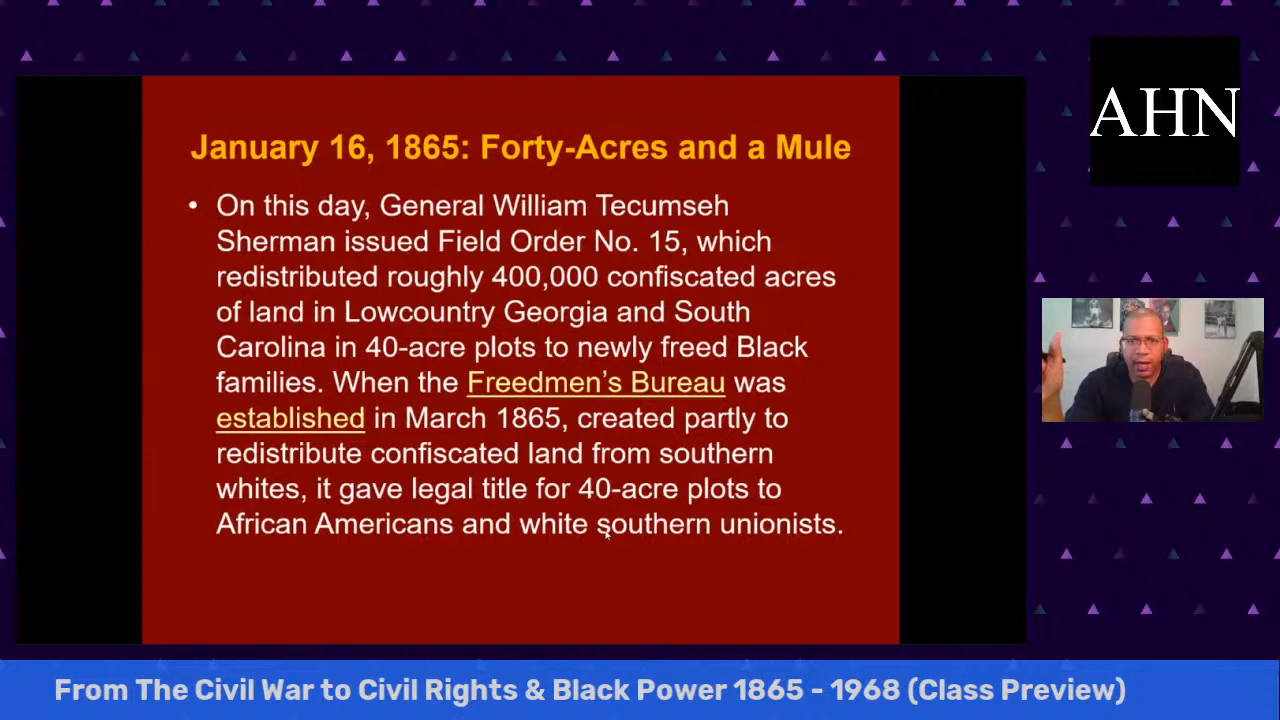 AHN
January 16, 1865: Forty-Acres and a Mule
• On this day, General William Tecumseh
Sherman issued Field Order No. 15, which
redistributed roughly 400,000 confiscated acres
of land in Lowcountry Georgia and South
Carolina in 40-acre plots to newly freed Black
families. When the Freedmen’s Bureau was
established in March 1865, created partly to
redistribute confiscated land from southern
whites, it gave legal title for 40-acre plots to
African Americans and white southern unionists.
From The Civil War to Civil Rights & Black Power 1865 - 1968 (Class Preview)